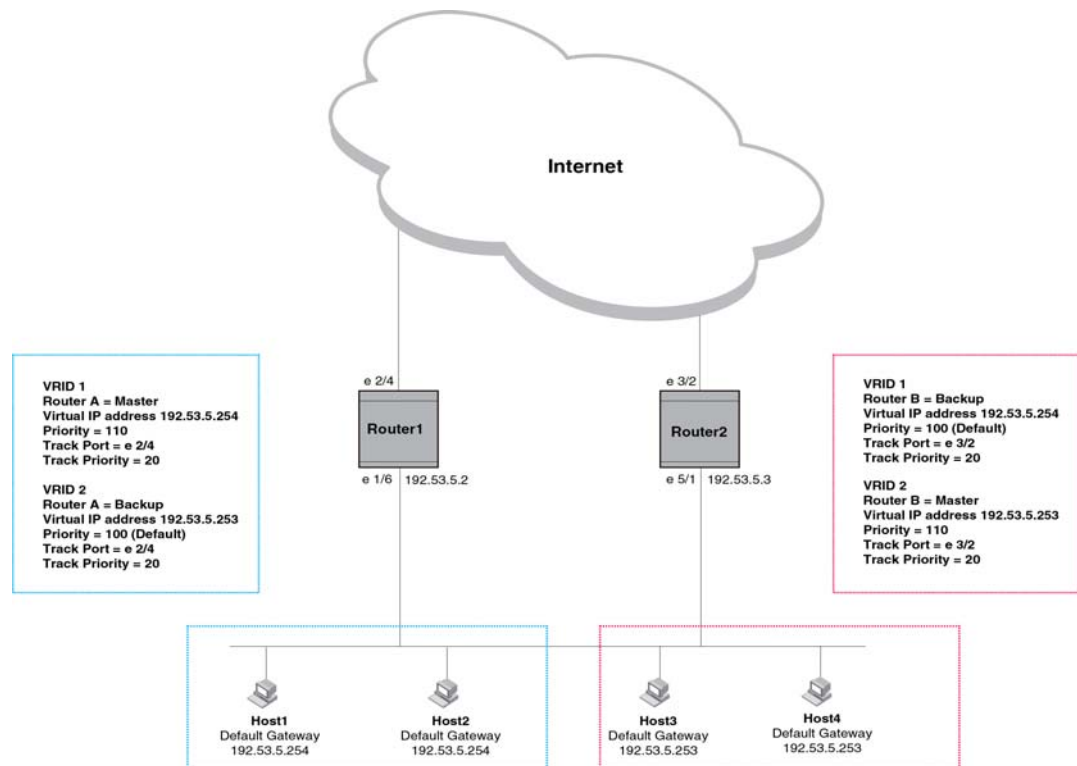 Internet
e 2/4
e 3/2
VRID 1
Router A = Master
Virtual IP address 192.53.5.254
Priority = 110
Track Port = e 2/4
Track Priority = 20
VRID 2
Router A = Backup
Virtual IP address 192.53.5.253
Priority = 100 (Default)
Track Port = e 2/4
Track Priority = 20
Router1
e 1/6 192.53.5.2
Router2
e 5/1 192.53.5.3
VRID 1
Router B = Backup
Virtual IP address 192.53.5.254
Priority = 100 (Default)
Track Port = e 3/2
Track Priority = 20
VRID 2
Router B = Master
Virtual IP address 192.53.5.253
Priority = 110
Track Port = e 3/2
Track Priority = 20
Host1
Default Gateway
192.53.5.254
Host2
Default Gateway
192.53.5.254
Host3
Default Gateway
192.53.5.253
Host4
Default Gateway
192.53.5.253